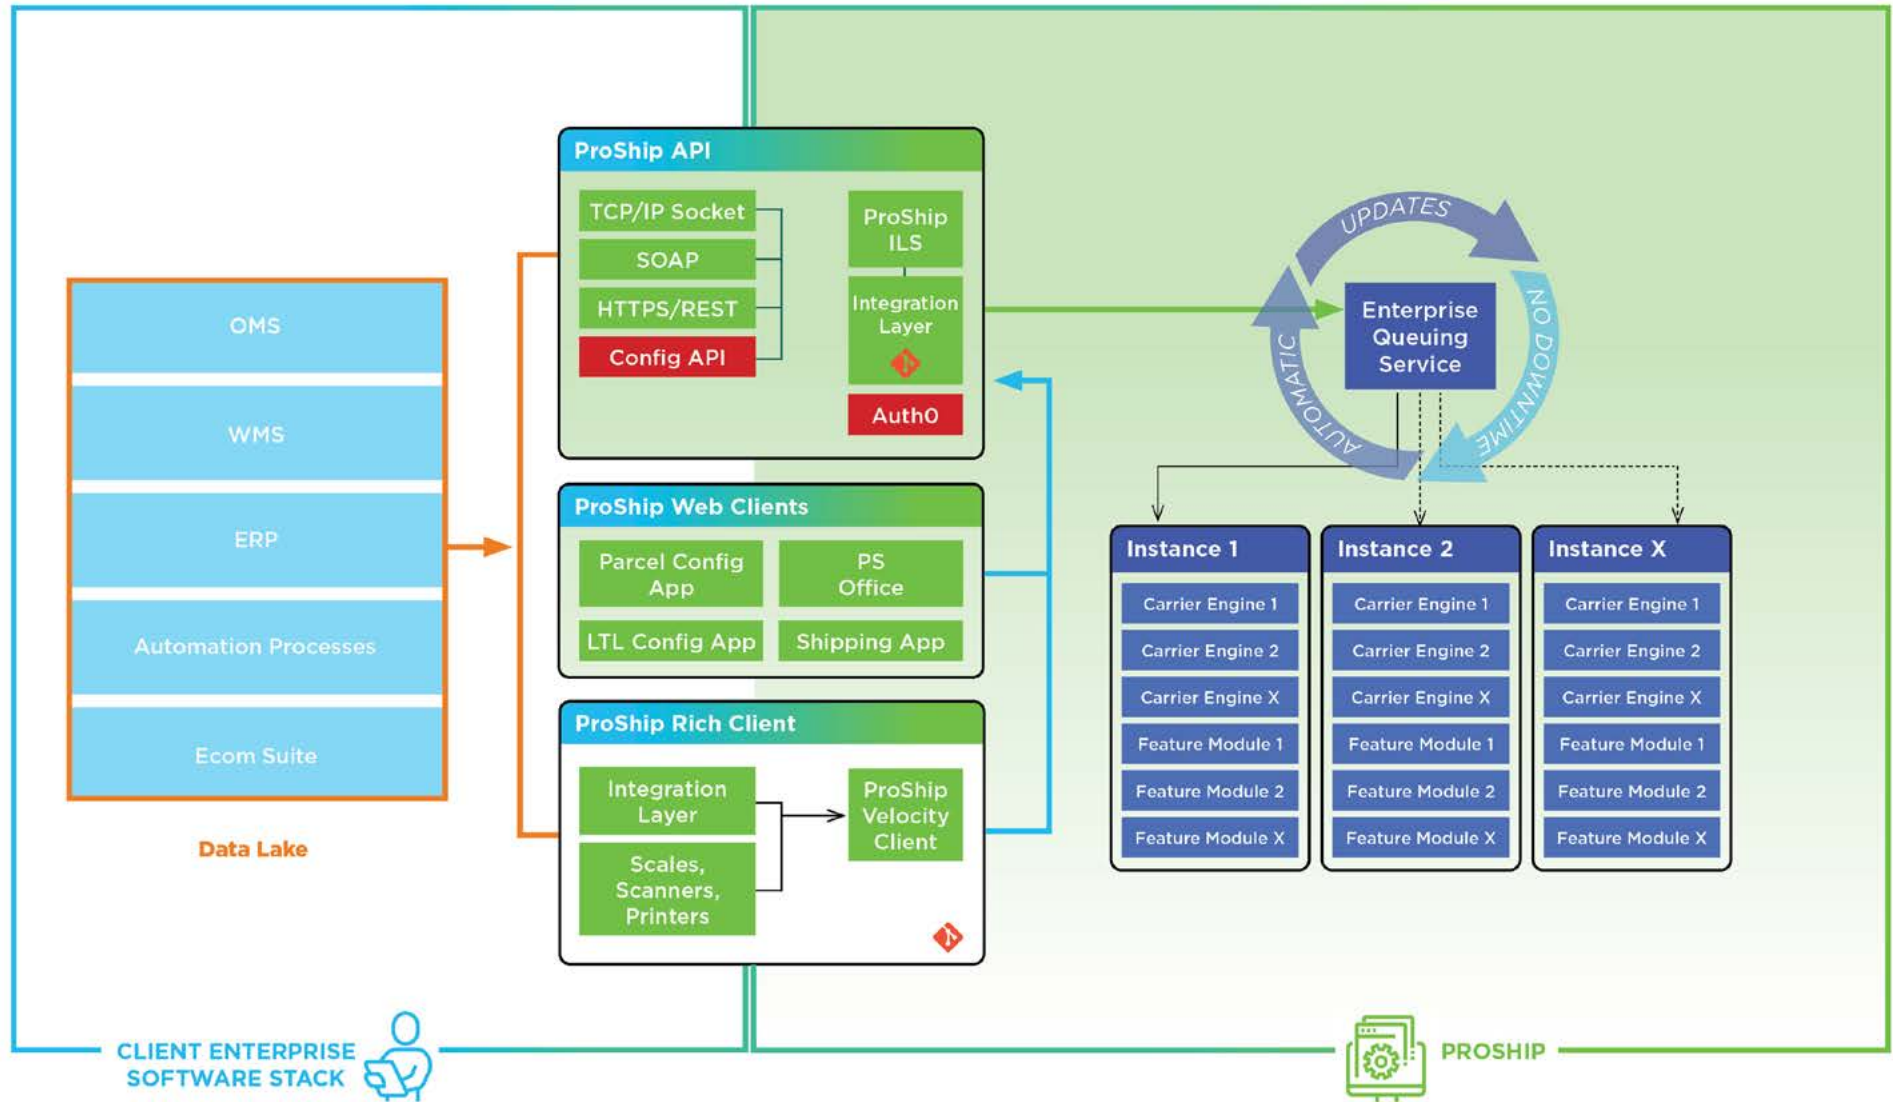 OMS
WMS
ERP
Automation Processes
Ecom Suite
Data Lake
ProShip API
TCP/IP Socket
SOAP
HTTPS/REST
Config API
ProShip
ILS
Integration
Layer
Auth0
ProShip Web Clients
Parcel Config
App
PS
Office
LTL Config App
Shipping App
ProShip Rich Client
Integration
Layer
Scales,
Scanners,
Printers
ProShip
Velocity
Client
AUTOMATIC
UPDATES
NO DOWNTIME
Enterprise
Queuing
Service
Instance 1
Carrier Engine 1
Carrier Engine 2
Carrier Engine X
Feature Module 1
Feature Module 2
Feature Module X
Instance 2
Carrier Engine 1
Carrier Engine 2
Carrier Engine X
Feature Module 1
Feature Module 2
Feature Module X
Instance X
Carrier Engine 1
Carrier Engine 2
Carrier Engine X
Feature Module 1
Feature Module 2
Feature Module X
CLIENT ENTERPRISE
SOFTWARE STACK
PROSHIP